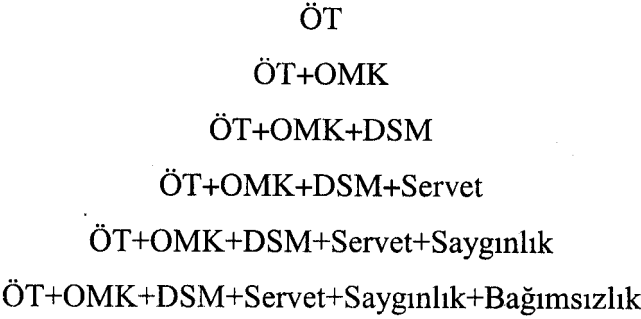 ÖT
ÖT+OMK
ÖT+OMK+DSM
ÖT+OMK+DSM+Servet
ÖT+OMK+DSM+Servet+Saygınlık
ÖT+OMK+DSM+Servet+Saygınlık+Bağımsızlık